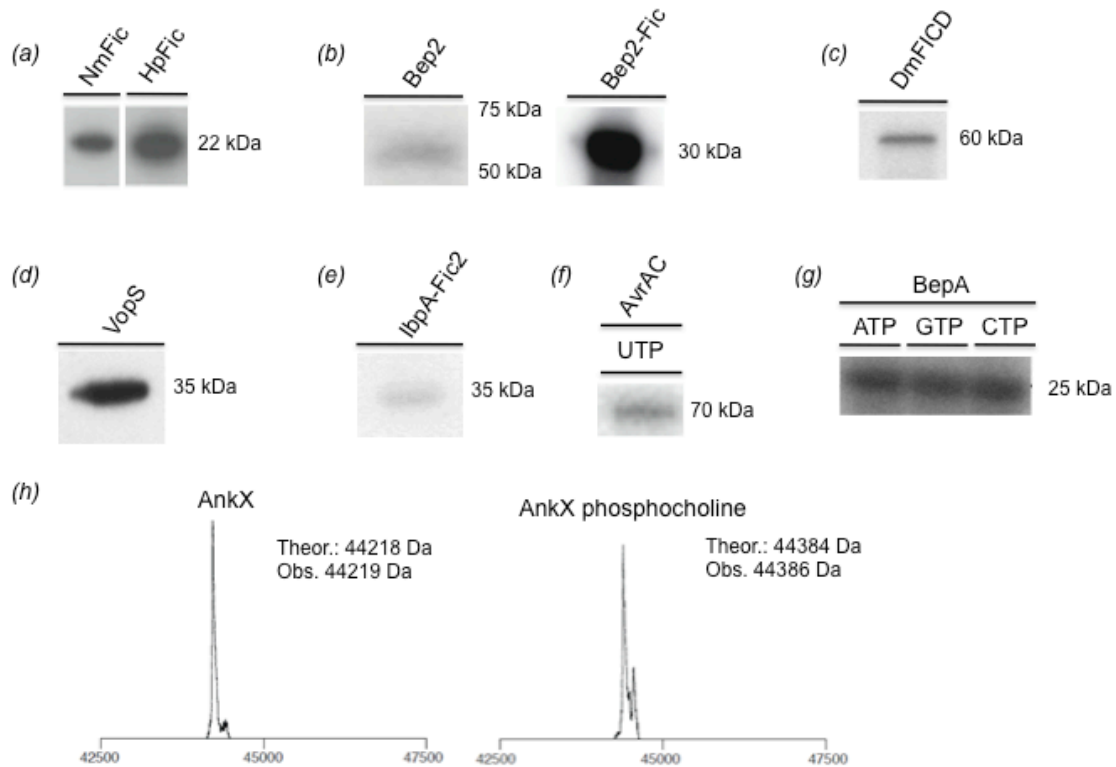 (a)
NmFic
HpFic
22 kDa
(b)
Bep2
75 kDa
50 kDa
Bep2-Fic
30 kDa
(c)
DmFICD
60 kDa
(d)
VopS
35 kDa
(e)
IbpA-Fic2
35 kDa
(f)
AvrAC
UTP
70 kDa
(g)
BepA
ATP GTP CTP
25 kDa
(h)
AnkX
Theor.: 44218 Da
Obs. 44219 Da
42500 45000 47500
AnkX phosphocholine
Theor.: 44384 Da
Obs. 44386 Da
42500 45000 47500